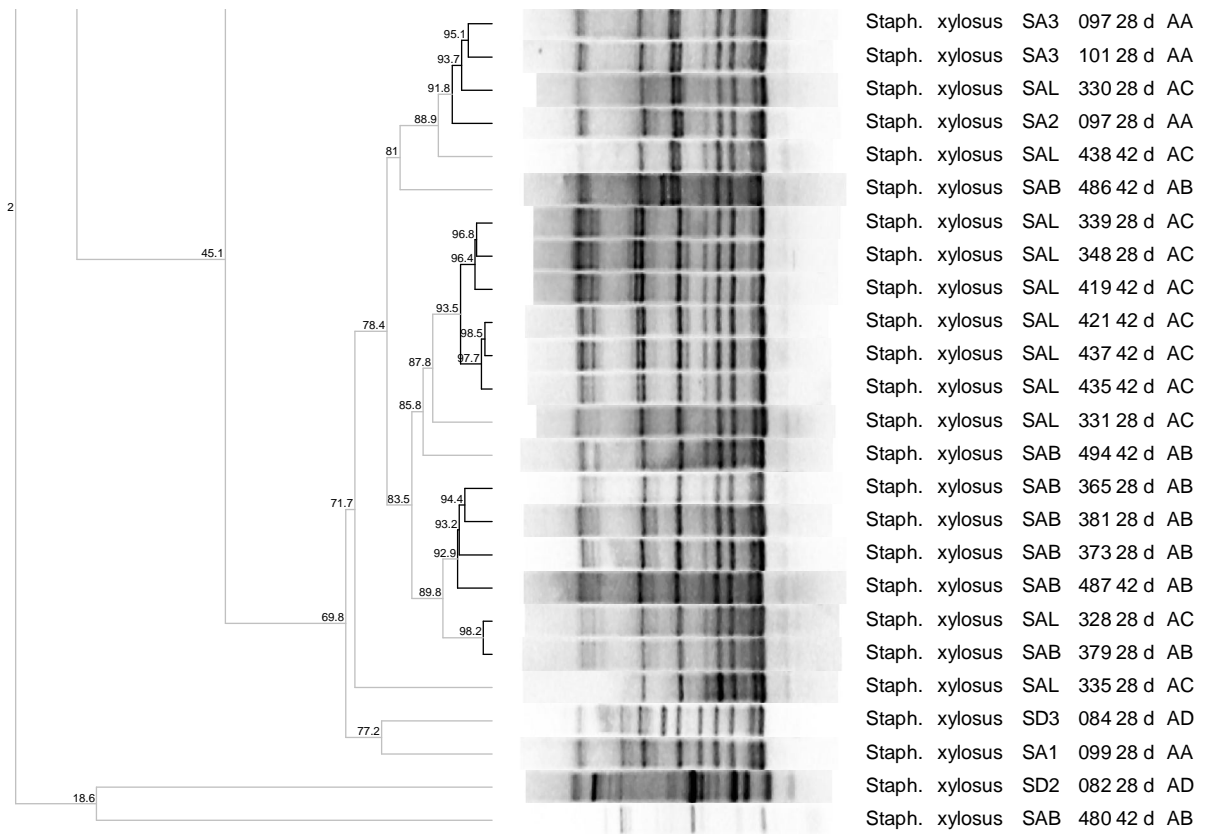 Staph. xylosus SA3 097 28 d AA
95.1
Staph. xylosus SA3 101 28 d AA
93.7
Staph. xylosus SAL 330 28 d AC
91.8
Staph. xylosus SA2 097 28 d AA
88.9
Staph. xylosus SAL 438 42 d AC
81
Staph. xylosus SAB 486 42 d AB
2
Staph. xylosus SAL 339 28 d AC
96.8
45.1
Staph. xylosus SAL 348 28 d AC
96.4
Staph. xylosus SAL 419 42 d AC
93.5
Staph. xylosus SAL 421 42 d AC
78.4
98.5
Staph. xylosus SAL 437 42 d AC
97.7
87.8
Staph. xylosus SAL 435 42 d AC
85.8
Staph. xylosus SAL 331 28 d AC
Staph. xylosus SAB 494 42 d AB
Staph. xylosus SAB 365 28 d AB
94.4
71.7
83.5
Staph. xylosus SAB 381 28 d AB
93.2
Staph. xylosus SAB 373 28 d AB
92.9
Staph. xylosus SAB 487 42 d AB
89.8
69.8
Staph. xylosus SAL 328 28 d AC
98.2
Staph. xylosus SAB 379 28 d AB
Staph. xylosus SAL 335 28 d AC
Staph. xylosus SD3 084 28 d AD
77.2
Staph. xylosus SA1 099 28 d AA
Staph. xylosus SD2 082 28 d AD
18.6
Staph. xylosus SAB 480 42 d AB